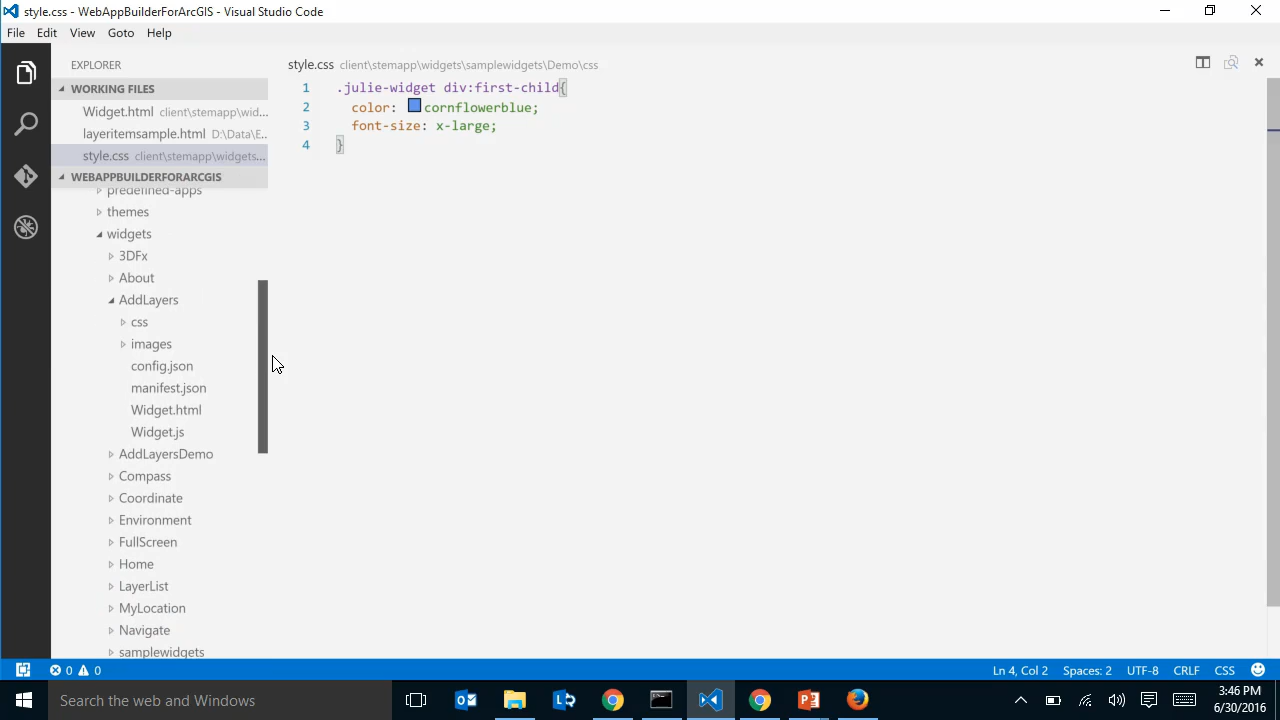 style.css - WebAppBuilderForArcGIS - Visual Studio Code
File Edit View Goto Help
EXPLORER
WORKING FILES
Widget.html client\stemapp\wid...
layeritemsample.html D:\Data\E...
style.css client\stemapp\widgets...
WEBAPPBUILDERFORARCGIS
predefined-apps
themes
widgets
3DFx
About
AddLayers
css
images
config.json
manifest.json
Widget.html
Widget.js
AddLayersDemo
Compass
Coordinate
Environment
FullScreen
Home
LayerList
MyLocation
Navigate
samplewidgets
style.css client\stemapp\widgets\samplewidgets\Demo\css
1 .julie-widget div:first-child{
2 color: cornflowerblue;
3 font-size: x-large;
4 }
0 0
Ln 4, Col 2 Spaces: 2 UTF-8 CRLF CSS
Search the web and Windows
3:46 PM
6/30/2016